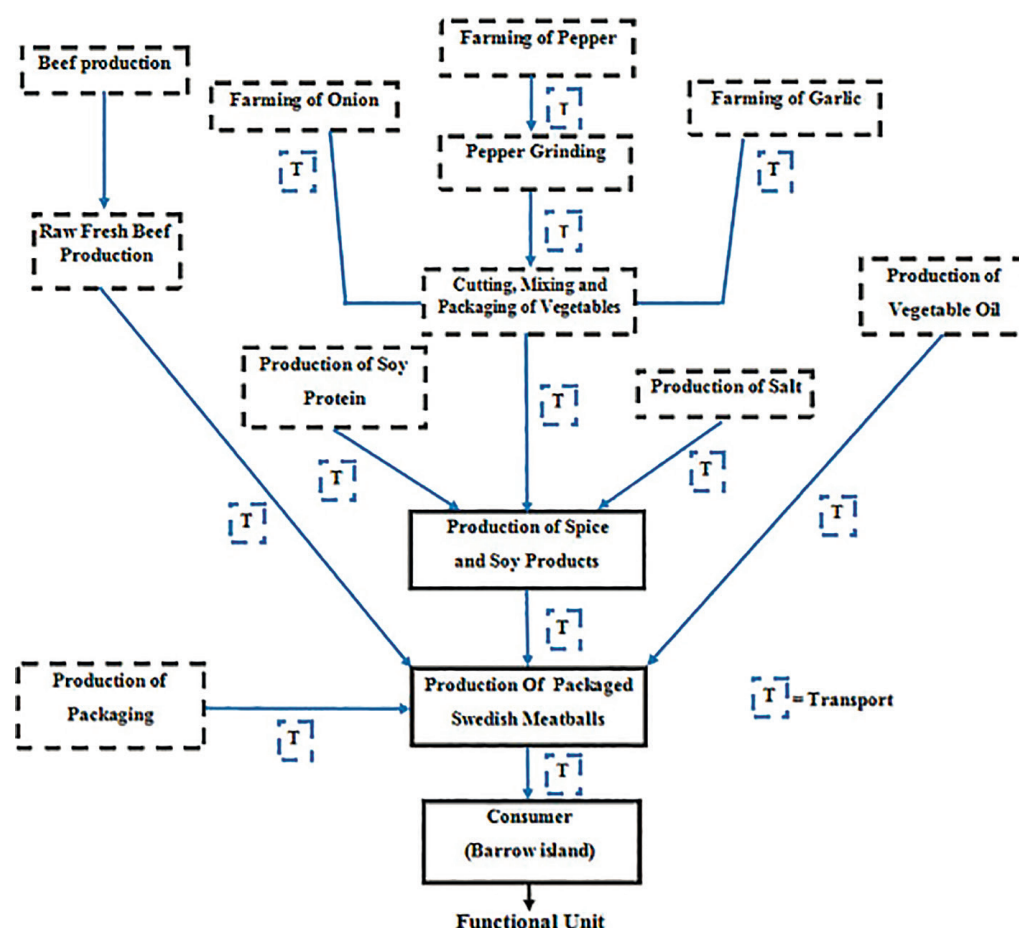 Farming of Pepper
Beef production
Farming of Onion
Farming of Garlic
T
T
Pepper Grinding
T
T
Raw Fresh Beef
Production
Cutting, Mixing and
Packaging of Vegetables
Production of
Vegetable Oil
Production of Soy
Protein
Production of Salt
T
T
T
T
T
Production of Spice
and Soy Products
T
Production of
Packaging
Production Of Packaged
Swedish Meatballs
T = Transport
T
T
Consumer
(Barrow island)
Functional Unit